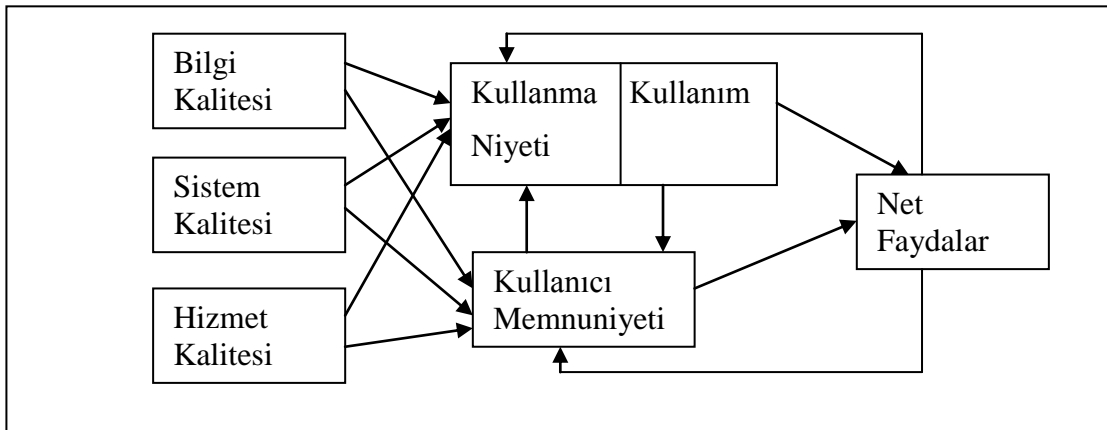 Bilgi
Kalitesi
Sistem
Kalitesi
Hizmet
Kalitesi
Kullanma
Niyeti
Kullanım
Kullanıcı
Memnuniyeti
Net
Faydalar